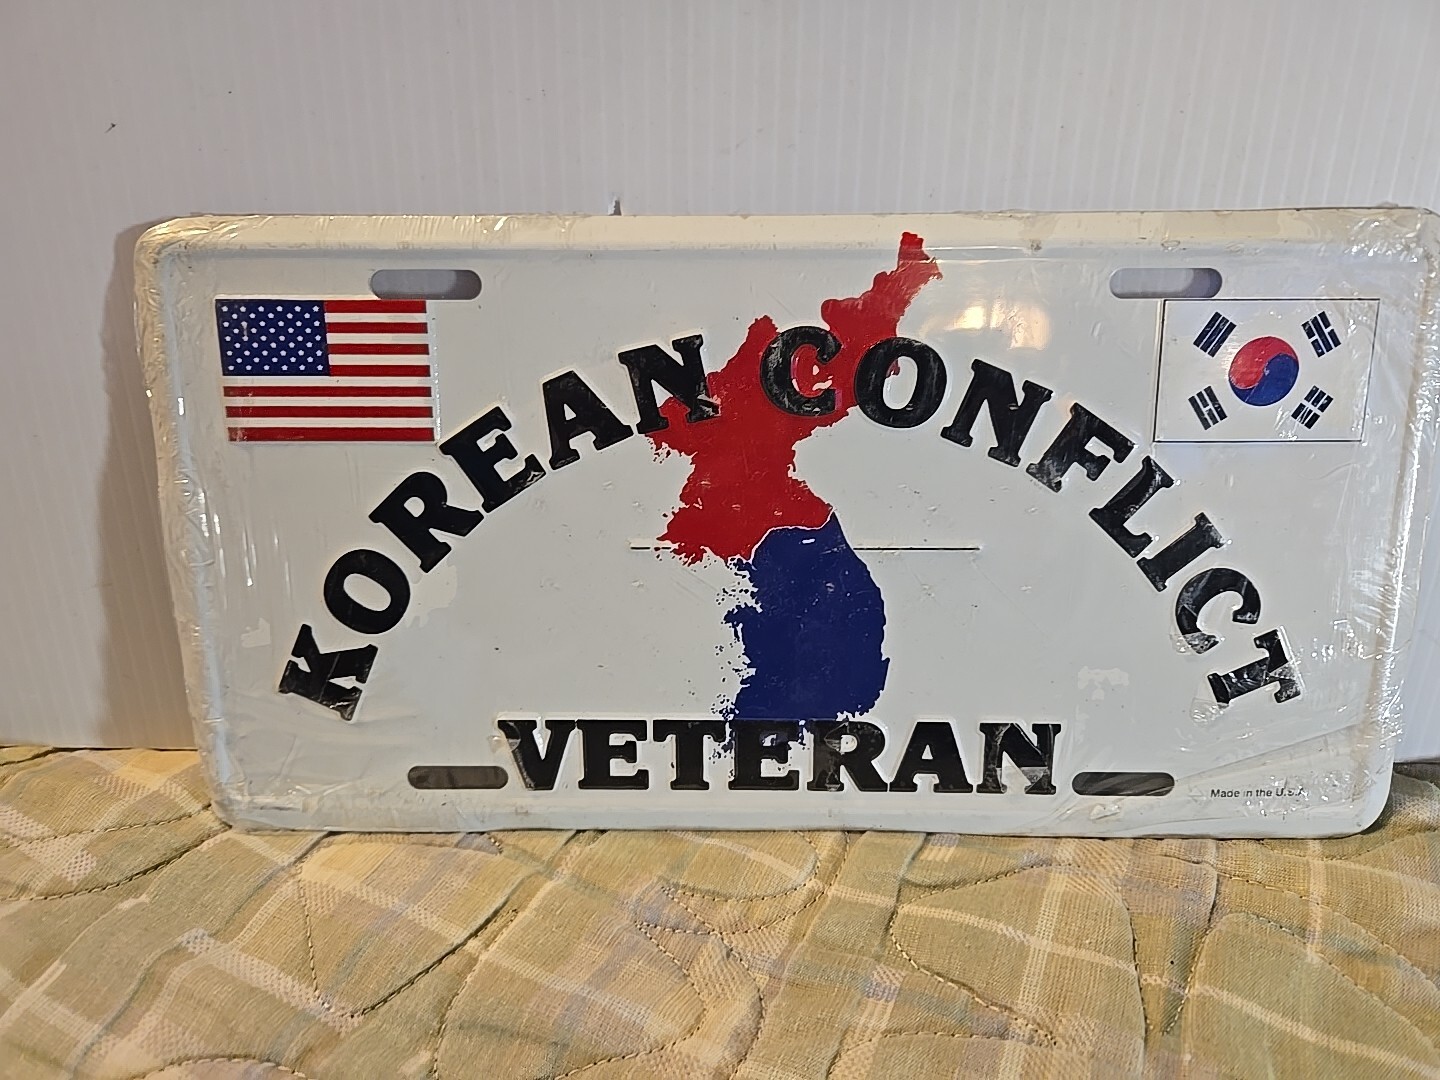 KOREAN CONFLICT
VETERAN
Made in the U.S.A.